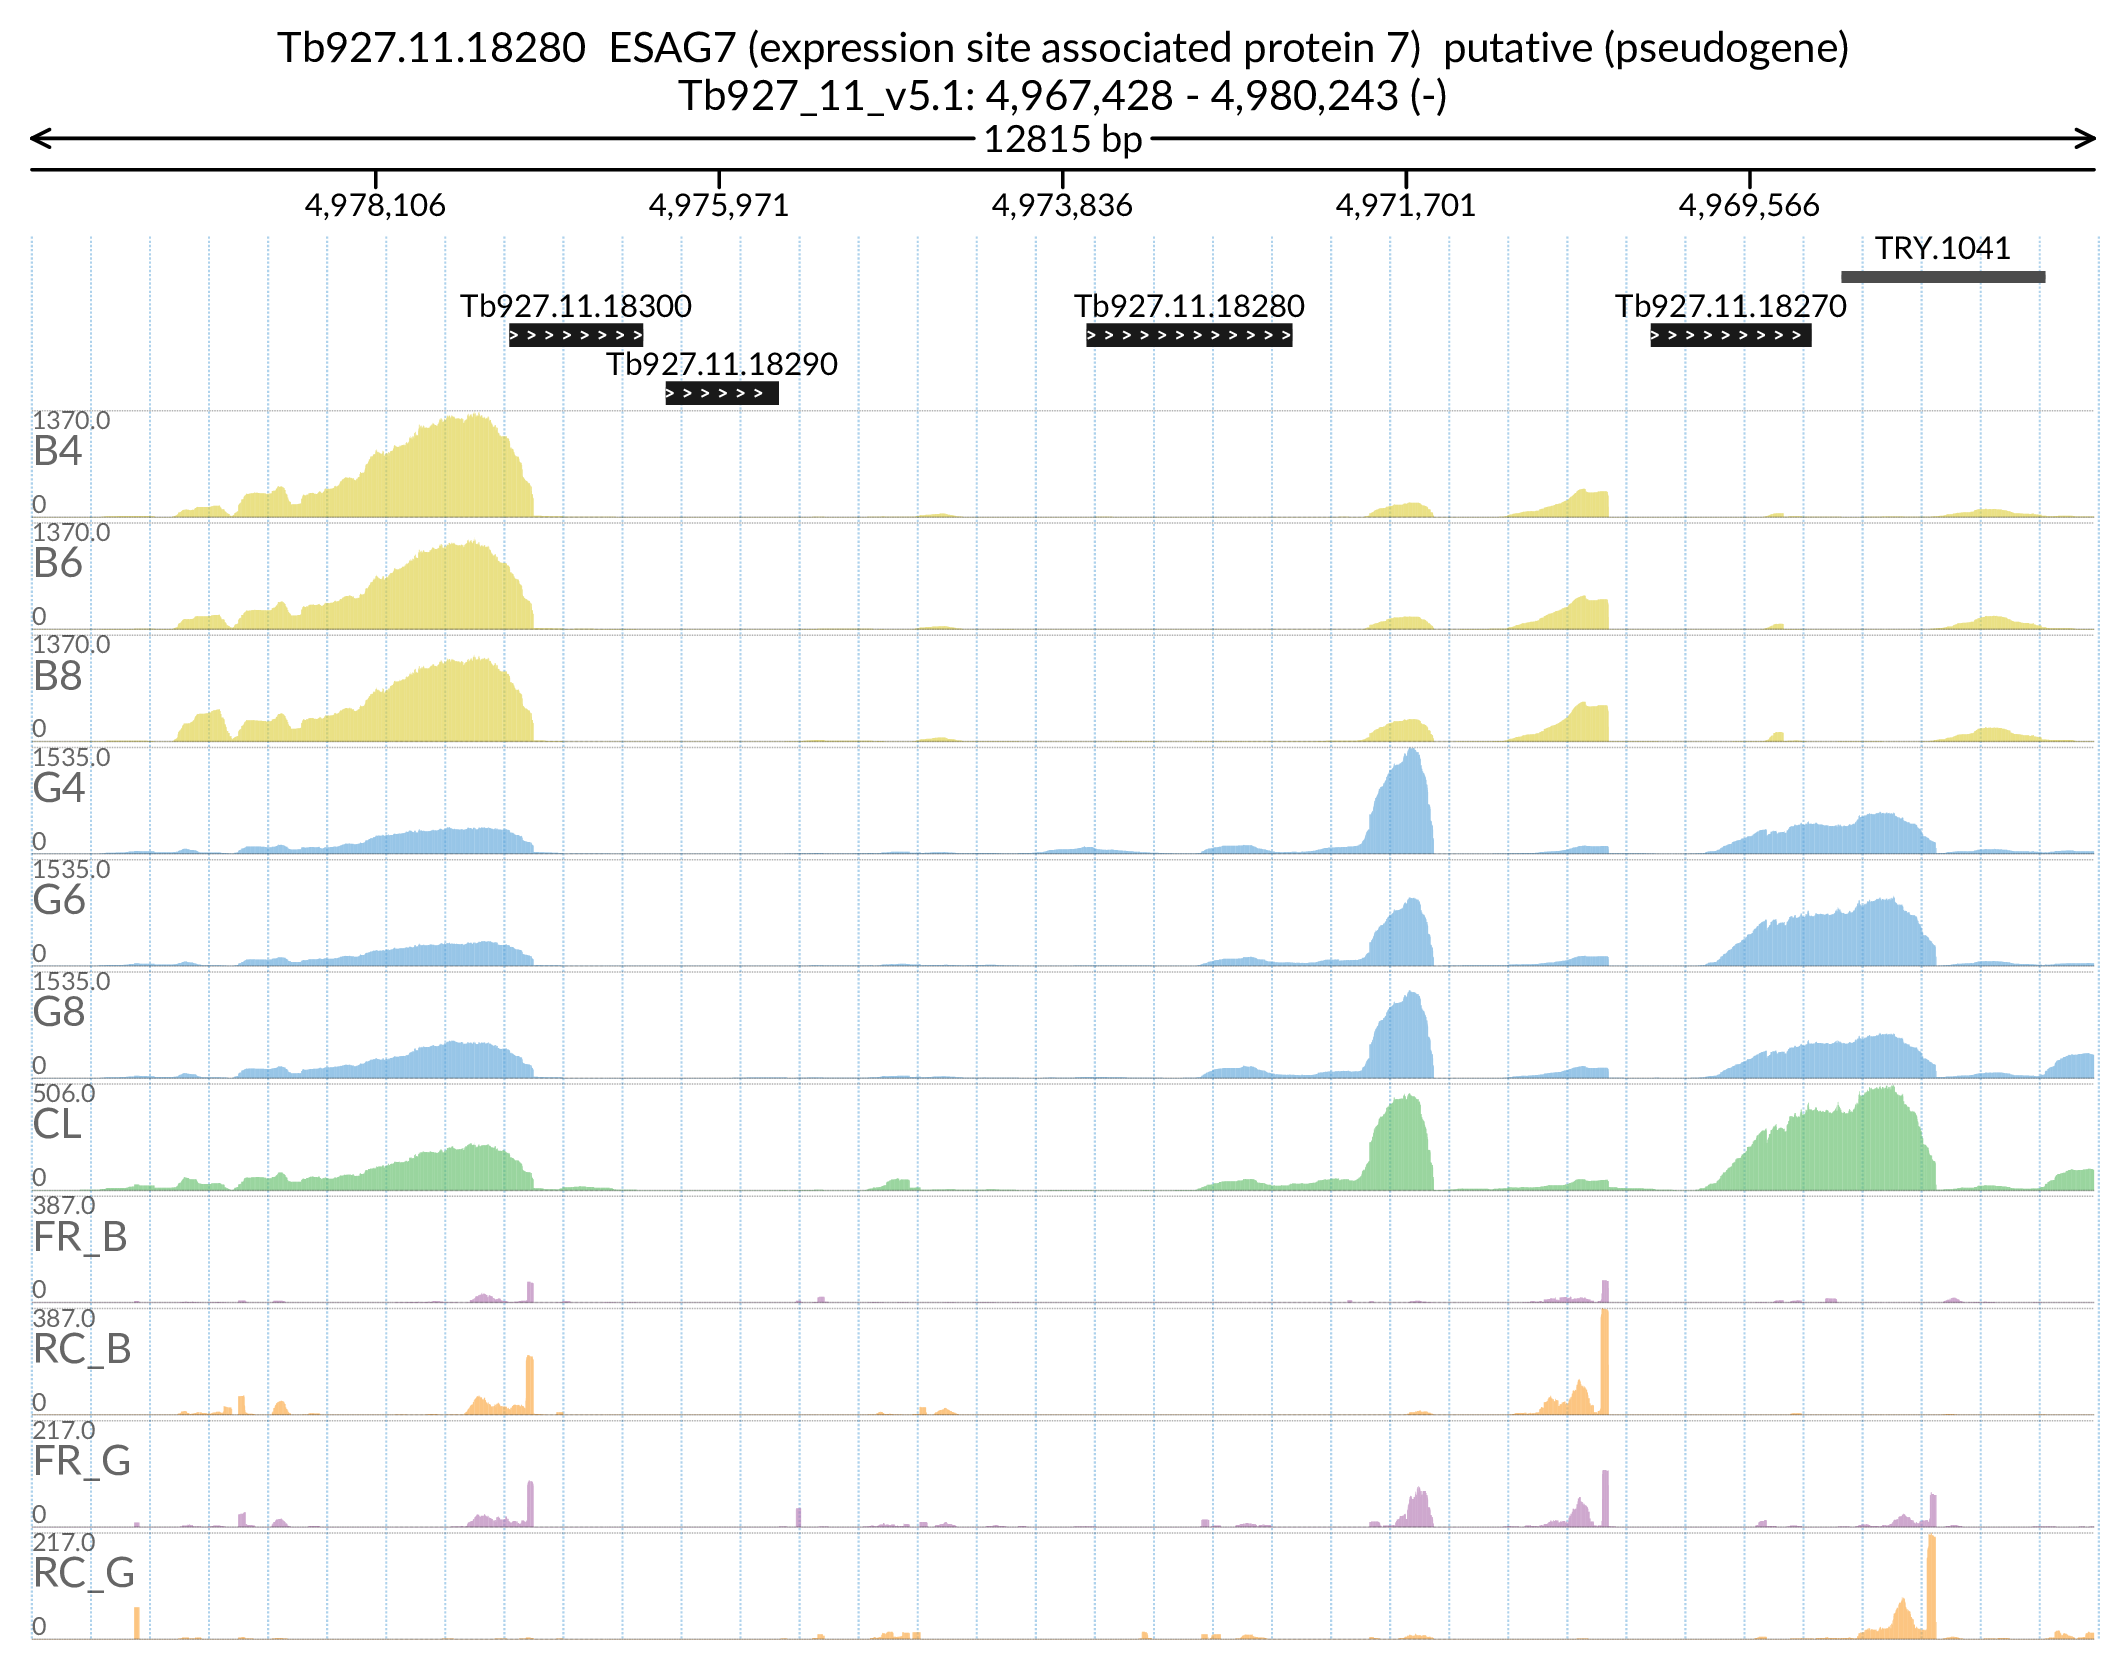 Tb927.11.18280  ESAG7 (expression site associated protein 7)  putative (pseudogene)
Tb927_11_v5.1: 4,967,428 - 4,980,243 (-)
12815 bp
4,978,106 4,975,971 4,973,836 4,971,701 4,969,566
TRY.1041
Tb927.11.18300 Tb927.11.18280 Tb927.11.18270
> > > > > > > > > > > > > > > > > > > > > > > > > > > > >
Tb927.11.18290
> > > > > >
1370.0
B4
0
1370.0
B6
0
1370.0
B8
0
1535.0
G4
0
1535.0
G6
0
1535.0
G8
0
506.0
CL
0
387.0
FR_B
0
387.0
RC_B
0
217.0
FR_G
0
217.0
RC_G
0